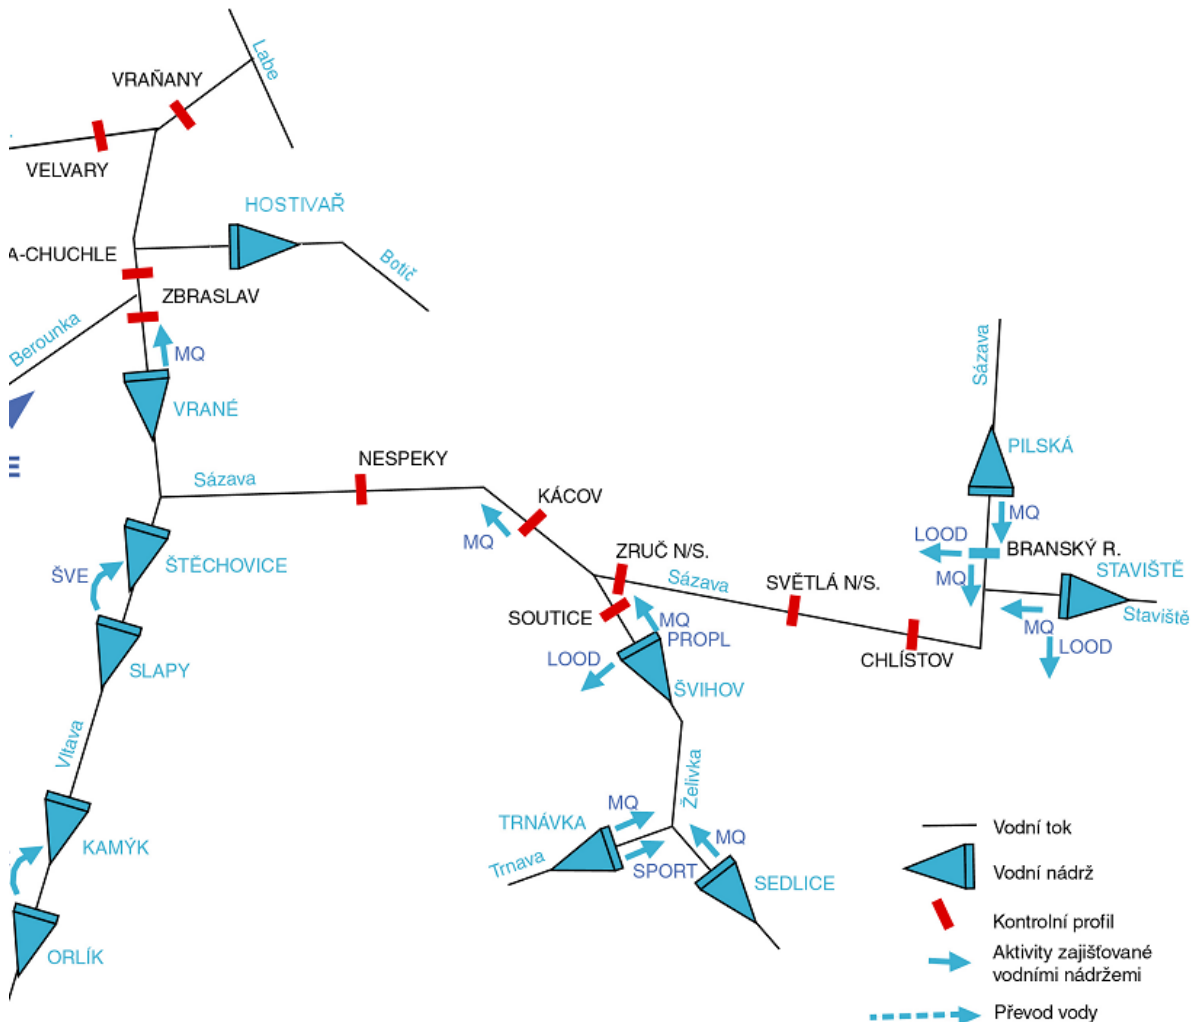 Labe
VRAŇANY
VELVARY
HOSTIVAŘ
A-CHUCHLE
Botič
ZBRASLAV
Berounka
MQ
VRANÉ
Sázava
NESPEKY
Sázava
PILSKÁ
KÁCOV
MQ
MQ
LOOD
BRANSKÝ R.
ŠTĚCHOVICE
ŠVE
ZRUČ N/S.
Sázava
SVĚTLÁ N/S.
MQ
STAVIŠTĚ
Staviště
SOUTICE
MQ
PROPL
MQ
LOOD
LOOD
CHLÍSTOV
SLAPY
ŠVIHOV
Vltava
Želivka
MQ
TRNÁVKA
MQ
KAMÝK
Trnava
SPORT
SEDLICE
ORLÍK
Vodní tok
Vodní nádrž
Kontrolní profil
Aktivity zajišťované
vodními nádržemi
Převod vody